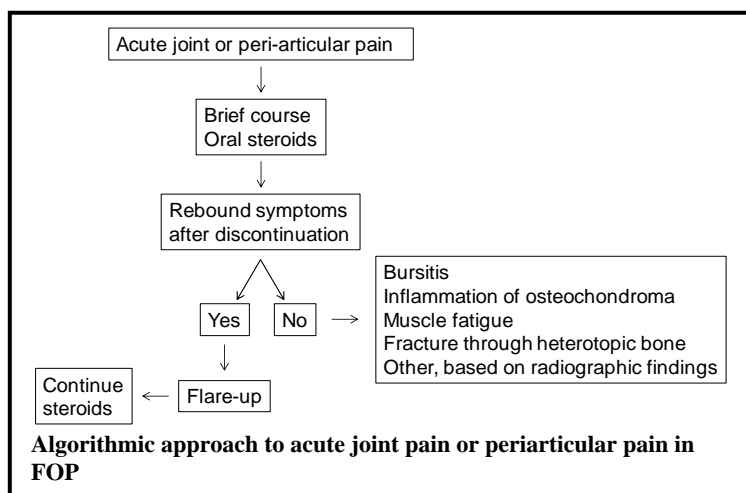 Acute joint or peri-articular pain
Brief course
Oral steroids
Rebound symptoms
after discontinuation
Yes
No
Bursitis
Inflammation of osteochondroma
Muscle fatigue
Fracture through heterotopic bone
Other, based on radiographic findings
Flare-up
Continue
steroids
Algorithmic approach to acute joint pain or periarticular pain in
FOP